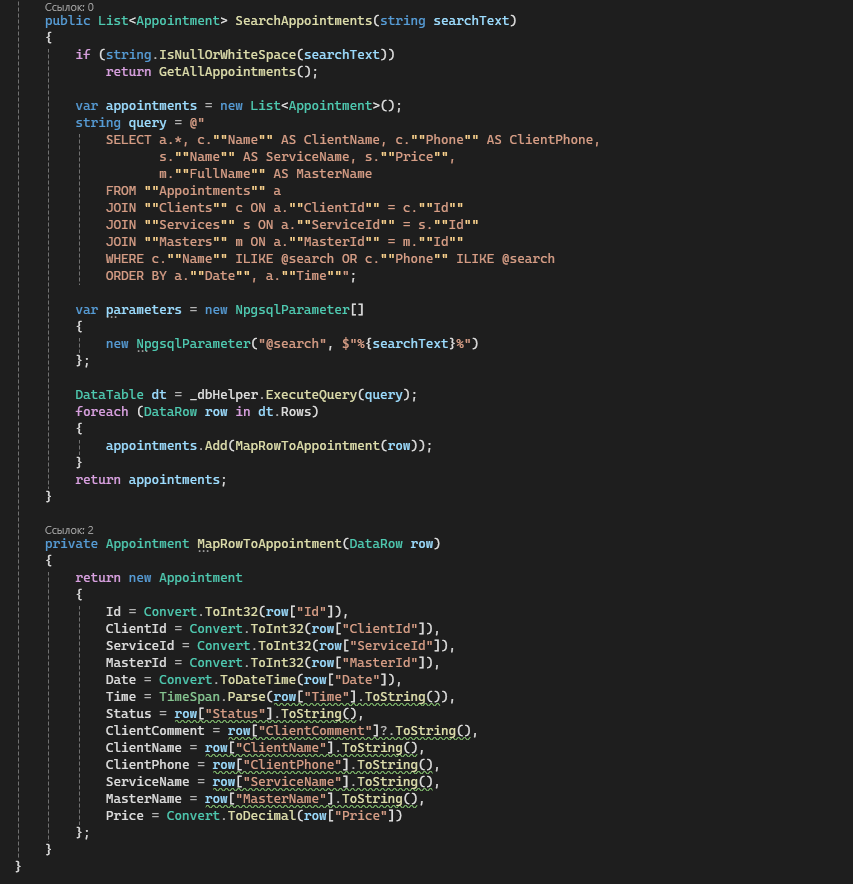 Ссылок: 0
public List<Appointment> SearchAppointments(string searchText)
{
if (string.IsNullOrWhiteSpace(searchText))
return GetAllAppointments();
var appointments = new List<Appointment>();
string query = @"
SELECT a.*, c.""Name"" AS ClientName, c.""Phone"" AS ClientPhone,
s.""Name"" AS ServiceName, s.""Price"",
m.""FullName"" AS MasterName
FROM ""Appointments"" a
JOIN ""Clients"" c ON a.""ClientId"" = c.""Id""
JOIN ""Services"" s ON a.""ServiceId"" = s.""Id""
JOIN ""Masters"" m ON a.""MasterId"" = m.""Id""
WHERE c.""Name"" ILIKE @search OR c.""Phone"" ILIKE @search
ORDER BY a.""Date"", a.""Time""";
var parameters = new NpgsqlParameter[]
{
new NpgsqlParameter("@search", $"%{searchText}%")
};
DataTable dt = _dbHelper.ExecuteQuery(query);
foreach (DataRow row in dt.Rows)
{
appointments.Add(MapRowToAppointment(row));
}
return appointments;
}
Ссылок: 2
private Appointment MapRowToAppointment(DataRow row)
{
return new Appointment
{
Id = Convert.ToInt32(row["Id"]),
ClientId = Convert.ToInt32(row["ClientId"]),
ServiceId = Convert.ToInt32(row["ServiceId"]),
MasterId = Convert.ToInt32(row["MasterId"]),
Date = Convert.ToDateTime(row["Date"]),
Time = TimeSpan.Parse(row["Time"].ToString()),
Status = row["Status"].ToString(),
ClientComment = row["ClientComment"]?.ToString(),
ClientName = row["ClientName"].ToString(),
ClientPhone = row["ClientPhone"].ToString(),
ServiceName = row["ServiceName"].ToString(),
MasterName = row["MasterName"].ToString(),
Price = Convert.ToDecimal(row["Price"])
};
}
}